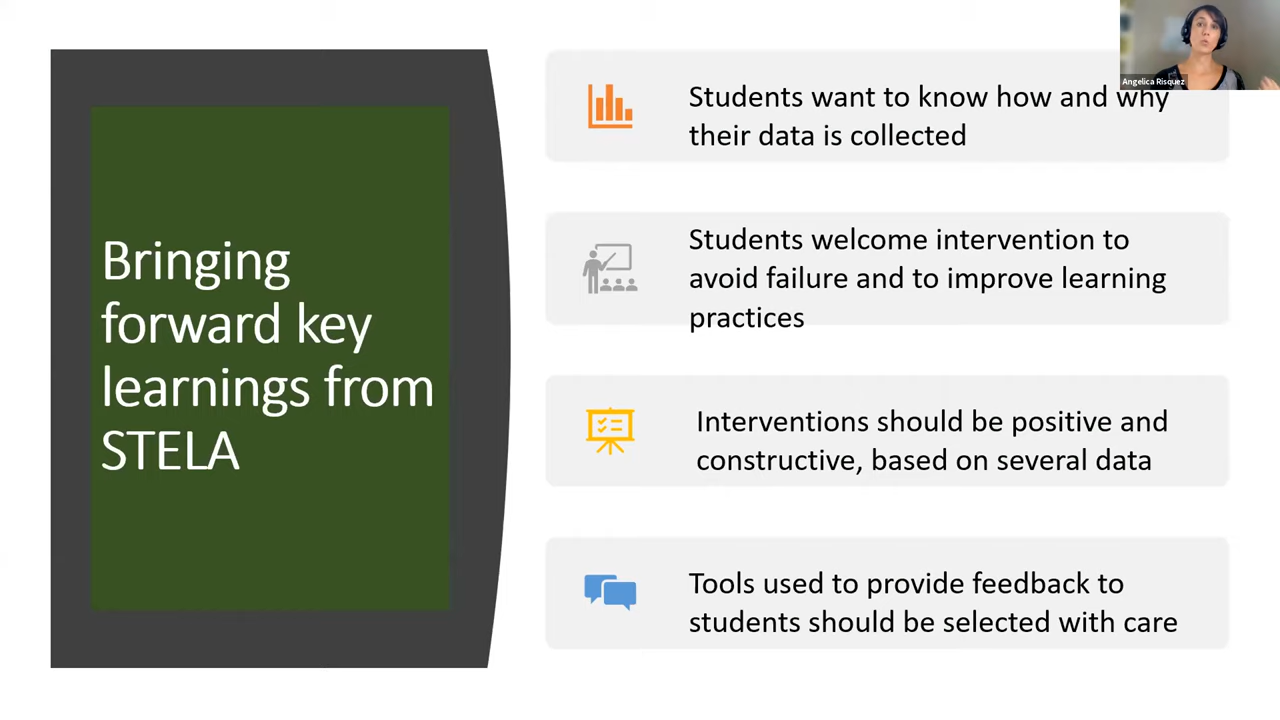 Bringing
forward key
learnings from
STELA
Angelica Risquez
Students want to know how and why
their data is collected
Students welcome intervention to
avoid failure and to improve learning
practices
Interventions should be positive and
constructive, based on several data
Tools used to provide feedback to
students should be selected with care